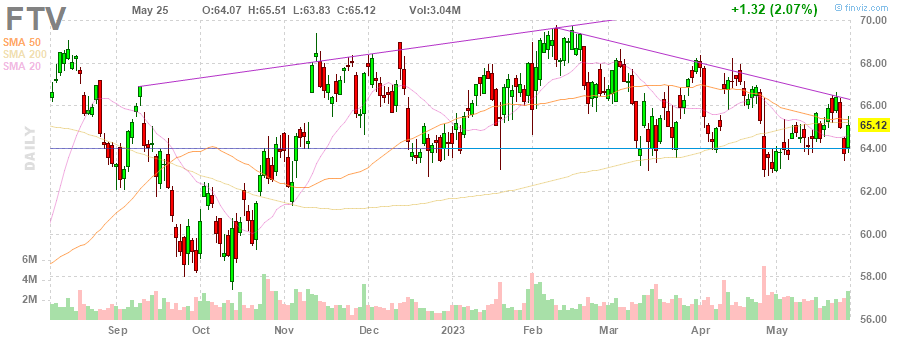 FTV
May 25 O:64.07 H:65.51 L:63.83 C:65.12 Vol:3.04M
+1.32 (2.07%)
© finviz.com
SMA 50
SMA 200
SMA 20
DAILY
70.00
68.00
66.00
65.12
64.00
62.00
60.00
58.00
56.00
6M
4M
2M
Sep Oct Nov Dec 2023 Feb Mar Apr May